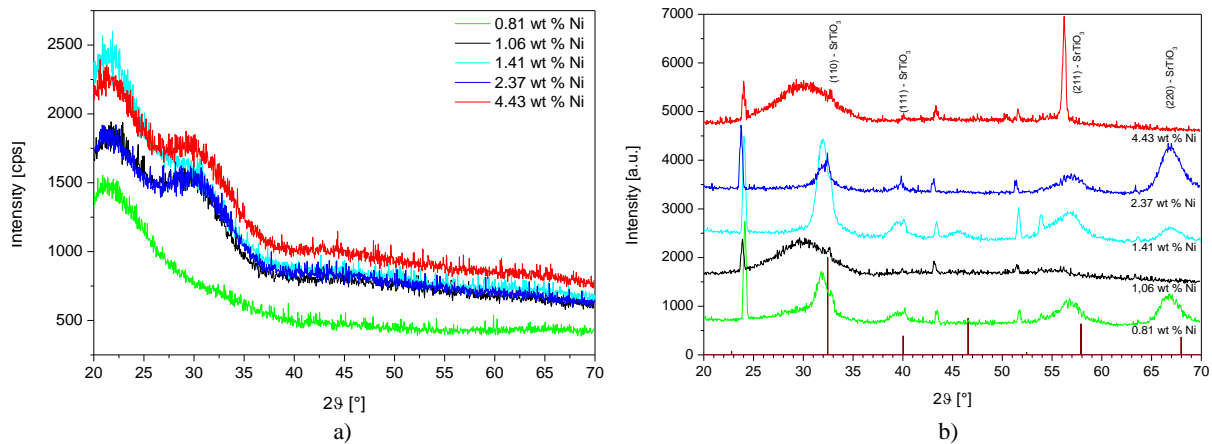 0.81 wt % Ni
1.06 wt % Ni
1.41 wt % Ni
2.37 wt % Ni
4.43 wt % Ni
2500
2000
1500
1000
500
Intensity [cps]
20 25 30 35 40 45 50 55 60 65 70
2ϑ [°]
a)
7000
6000
5000
4000
3000
2000
1000
0
Intensity [a.u.]
(110) - SrTiO₃
(111) - SrTiO₃
(211) - SrTiO₃
(220) - SrTiO₃
4.43 wt % Ni
2.37 wt % Ni
1.41 wt % Ni
1,06 wt % Ni
0.81 wt % Ni
20 25 30 35 40 45 50 55 60 65 70
2ϑ [°]
b)